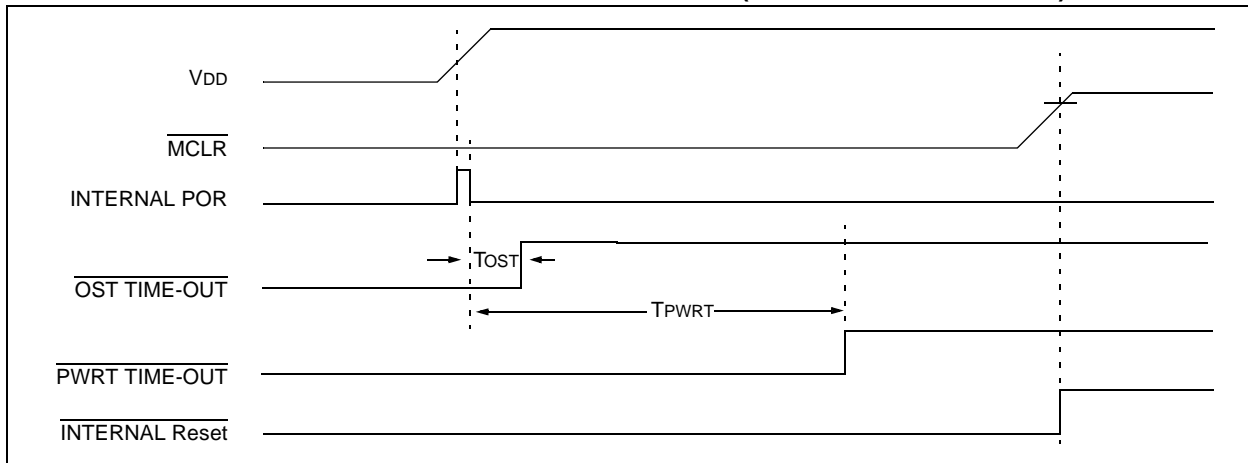 VDD
MCLR
INTERNAL POR
TOST
OST TIME-OUT
TPWRT
PWRT TIME-OUT
INTERNAL Reset